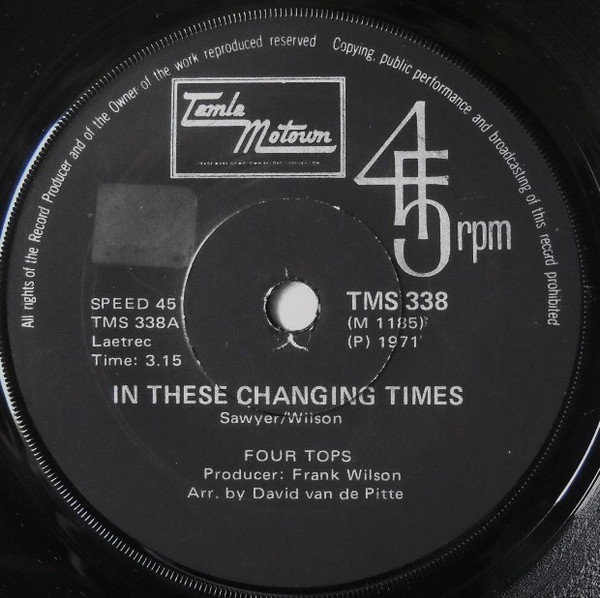 All rights of the Record Producer and of the Owner of the work reproduced reserved Copying, public performance and broadcasting of this record prohibited
Tamla
Motown
45 rpm
SPEED 45
TMS 338A
Laetrec
Time: 3.15
TMS 338
(M 1185)
(P) 1971
IN THESE CHANGING TIMES
Sawyer/Wilson
FOUR TOPS
Producer: Frank Wilson
Arr. by David van de Pitte